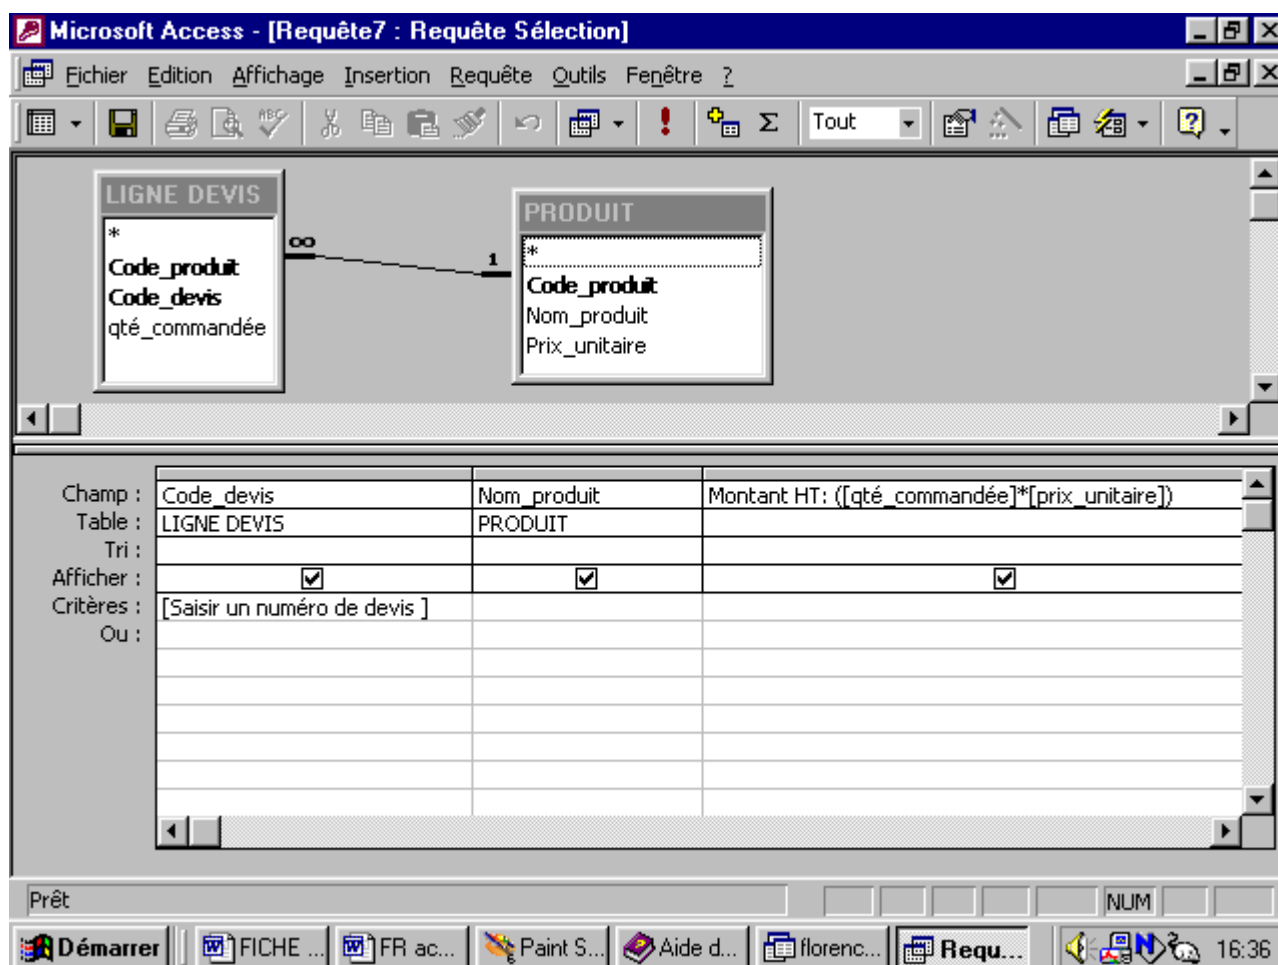 Microsoft Access - [Requête7 : Requête Sélection]
Fichier Edition Affichage Insertion Requête Outils Fenêtre ?
ABC Tout Σ
LIGNE DEVIS
*
Code_produit
Code_devis
qté_commandée
∞ 1
PRODUIT
*
Code_produit
Nom_produit
Prix_unitaire
Champ : Code_devis Nom_produit Montant HT: ([qté_commandée]*[prix_unitaire])
Table : LIGNE DEVIS PRODUIT
Tri :
Afficher :
Critères : [Saisir un numéro de devis ]
Ou :
Prêt NUM
Démarrer FICHE ... FR ac... Paint S... Aide d... florenc... Requ... 16:36